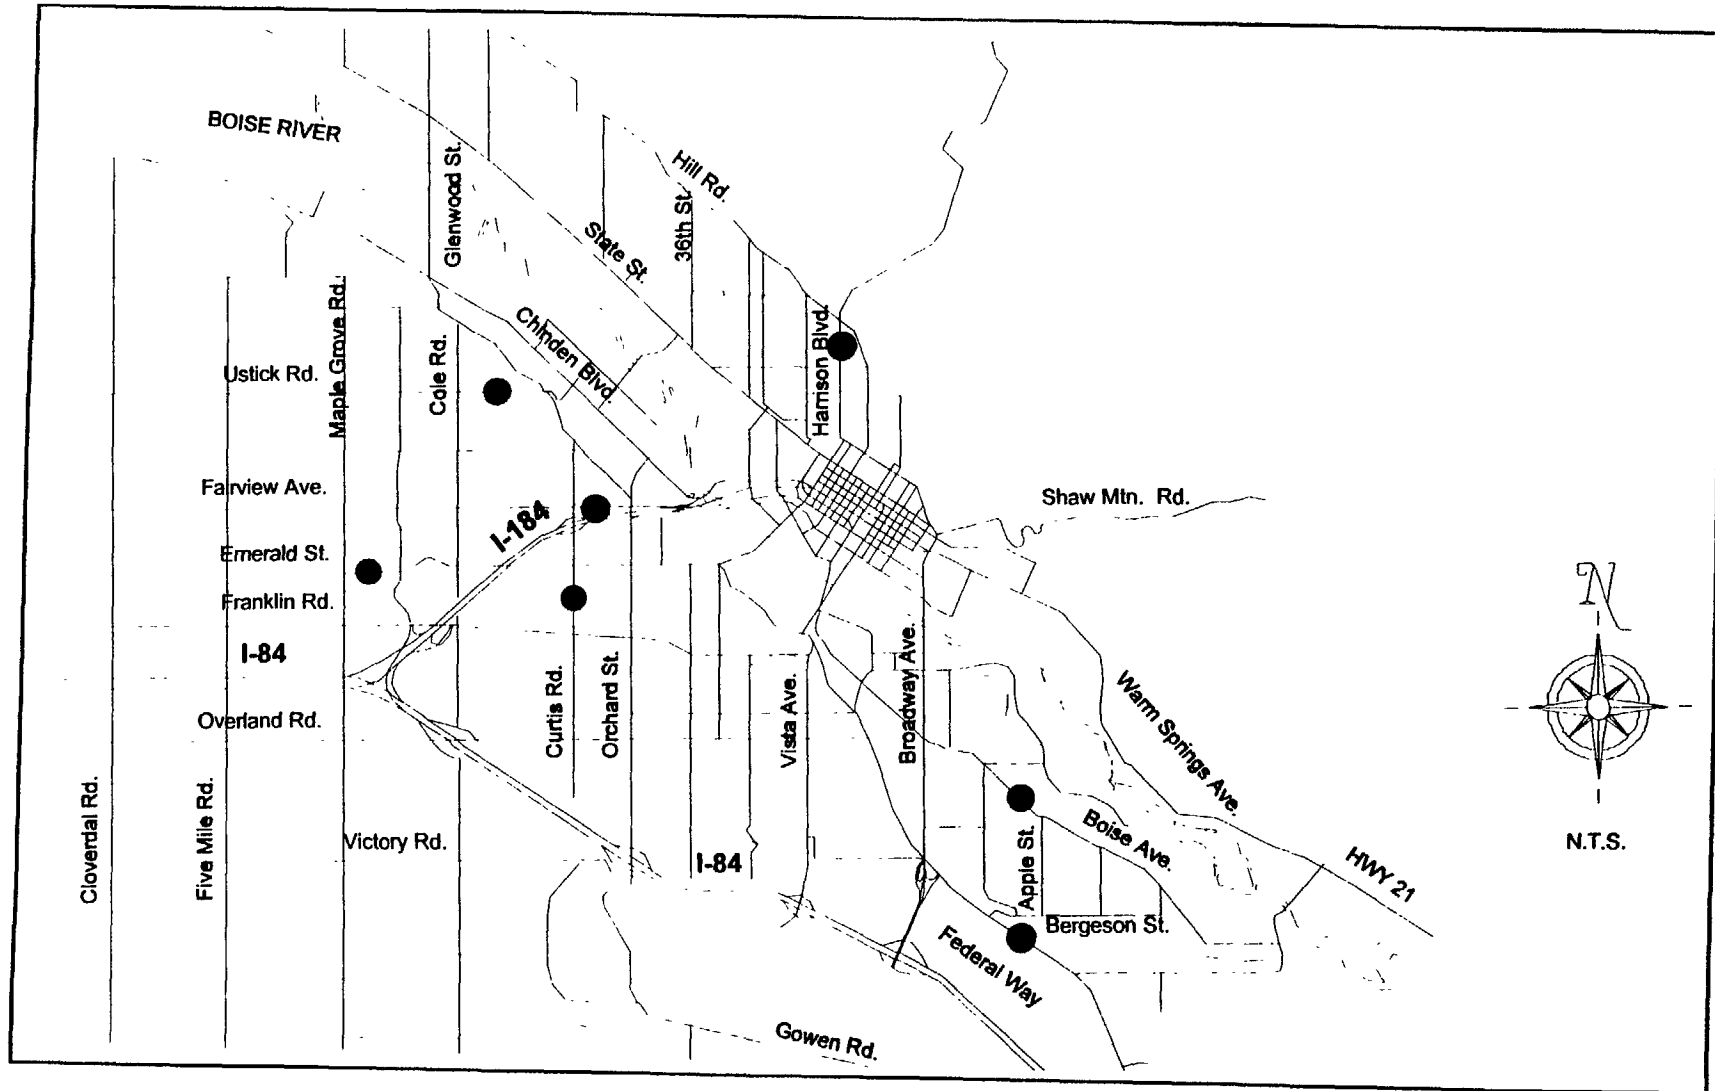 BOISE RIVER
Glenwood St.
Hill Rd.
36th St.
State St.
Maple Grove Rd.
Chinden Blvd.
Harrison Blvd.
Ustick Rd.
Cole Rd.
Fairview Ave.
I-184
Shaw Mtn. Rd.
Emerald St.
Franklin Rd.
I-84
Overland Rd.
Curtis Rd.
Orchard St.
Vista Ave.
Broadway Ave.
Warm Springs Ave.
N
N.T.S.
Cloverdal Rd.
Five Mile Rd.
Victory Rd.
I-84
Apple St.
Boise Ave.
HWY 21
Bergeson St.
Federal Way
Gowen Rd.